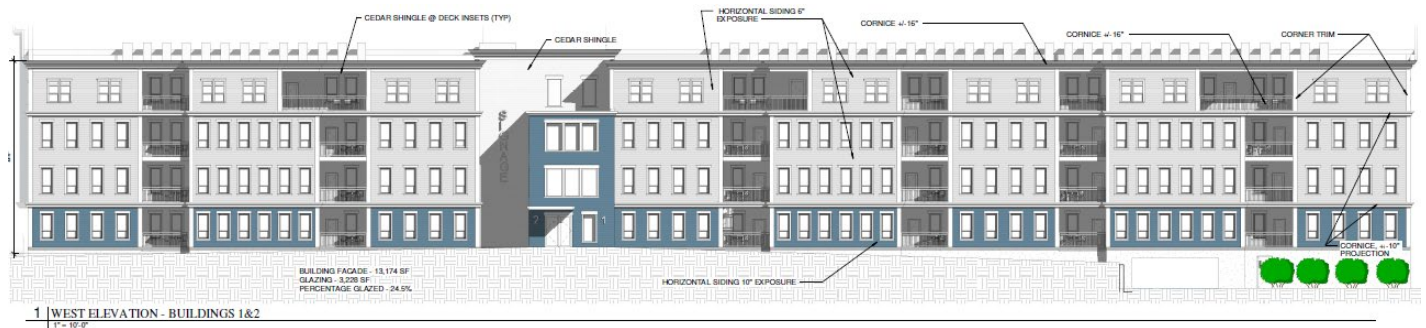 CEDAR SHINGLE @ DECK INSETS (TYP)
CEDAR SHINGLE
HORIZONTAL SIDING 6"
EXPOSURE
CORNICE +/-16"
CORNICE +/-16"
CORNER TRIM
SIGNAGE
2
1
BUILDING FACADE - 13,174 SF
GLAZING - 3,228 SF
PERCENTAGE GLAZED - 24.5%
HORIZONTAL SIDING 10" EXPOSURE
CORNICE, +-10"
PROJECTION
1 WEST ELEVATION - BUILDINGS 1&2
1" = 10'-0"